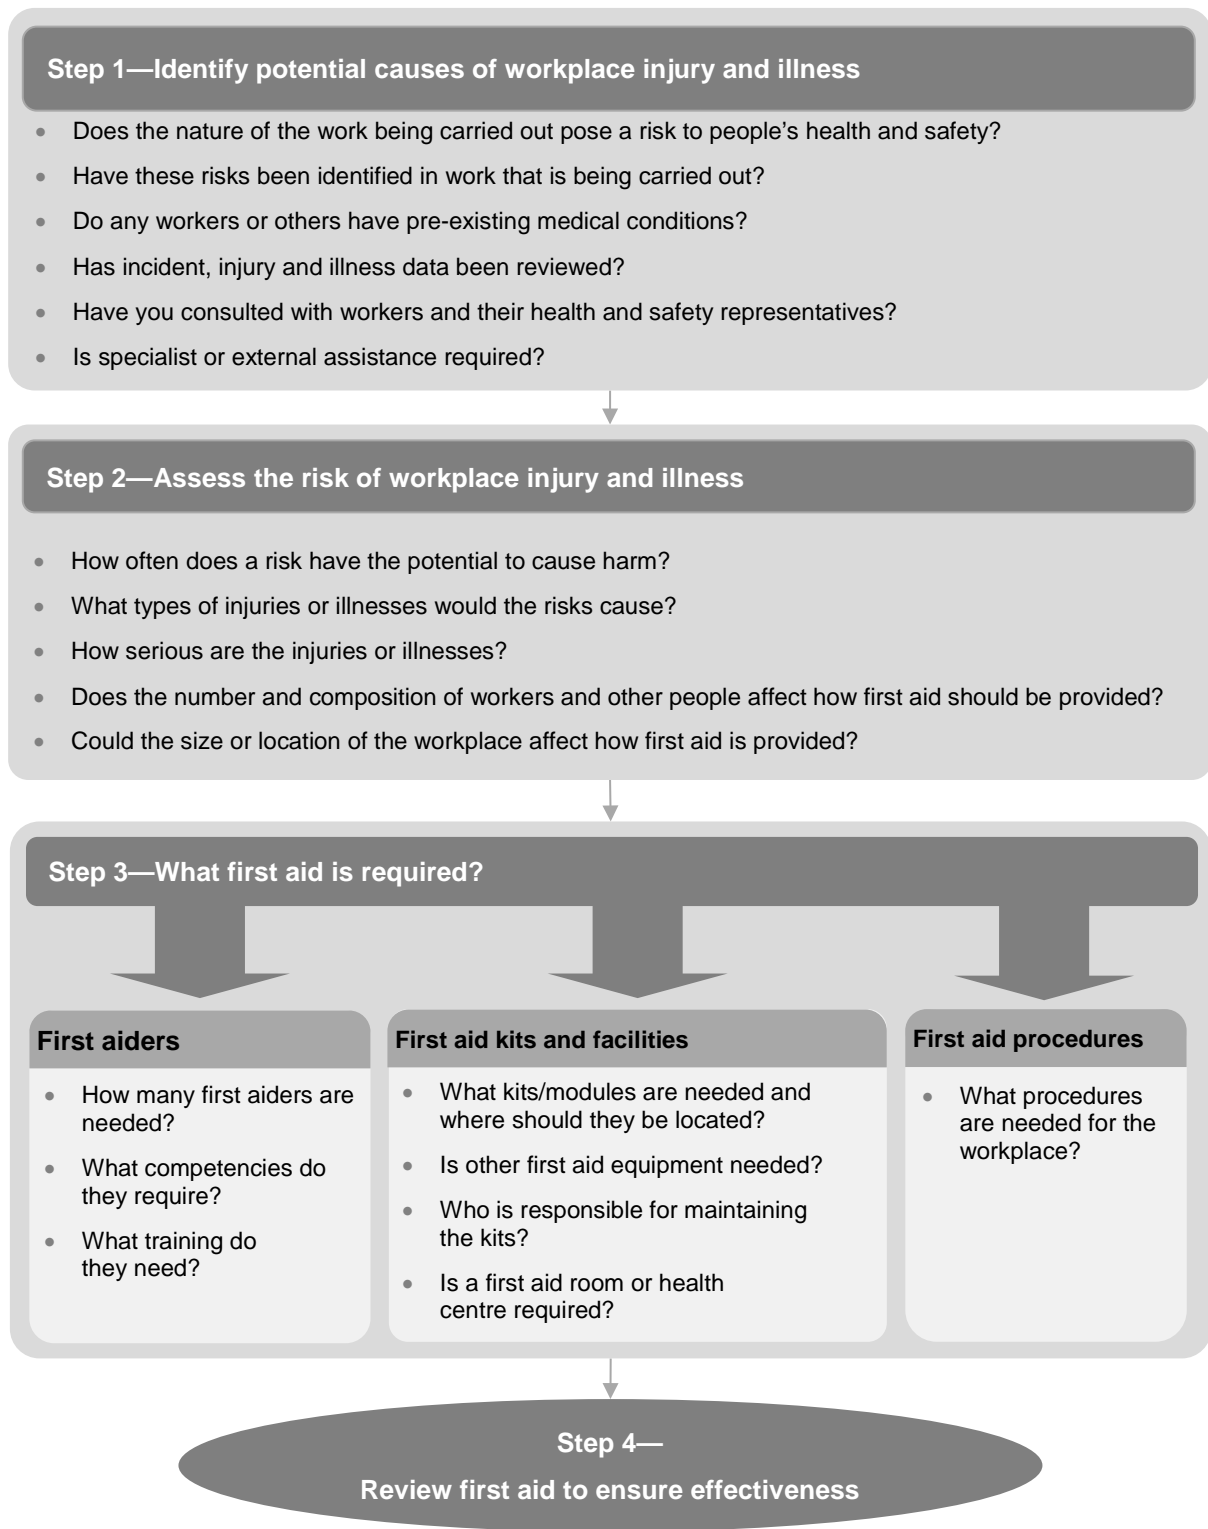 Step 1—Identify potential causes of workplace injury and illness
• Does the nature of the work being carried out pose a risk to people’s health and safety?
• Have these risks been identified in work that is being carried out?
• Do any workers or others have pre-existing medical conditions?
• Has incident, injury and illness data been reviewed?
• Have you consulted with workers and their health and safety representatives?
• Is specialist or external assistance required?
Step 2—Assess the risk of workplace injury and illness
• How often does a risk have the potential to cause harm?
• What types of injuries or illnesses would the risks cause?
• How serious are the injuries or illnesses?
• Does the number and composition of workers and other people affect how first aid should be provided?
• Could the size or location of the workplace affect how first aid is provided?
Step 3—What first aid is required?
First aiders
• How many first aiders are
needed?
• What competencies do
they require?
• What training do
they need?
First aid kits and facilities
• What kits/modules are needed and
where should they be located?
• Is other first aid equipment needed?
• Who is responsible for maintaining
the kits?
• Is a first aid room or health
centre required?
First aid procedures
• What procedures
are needed for the
workplace?
Step 4—
Review first aid to ensure effectiveness